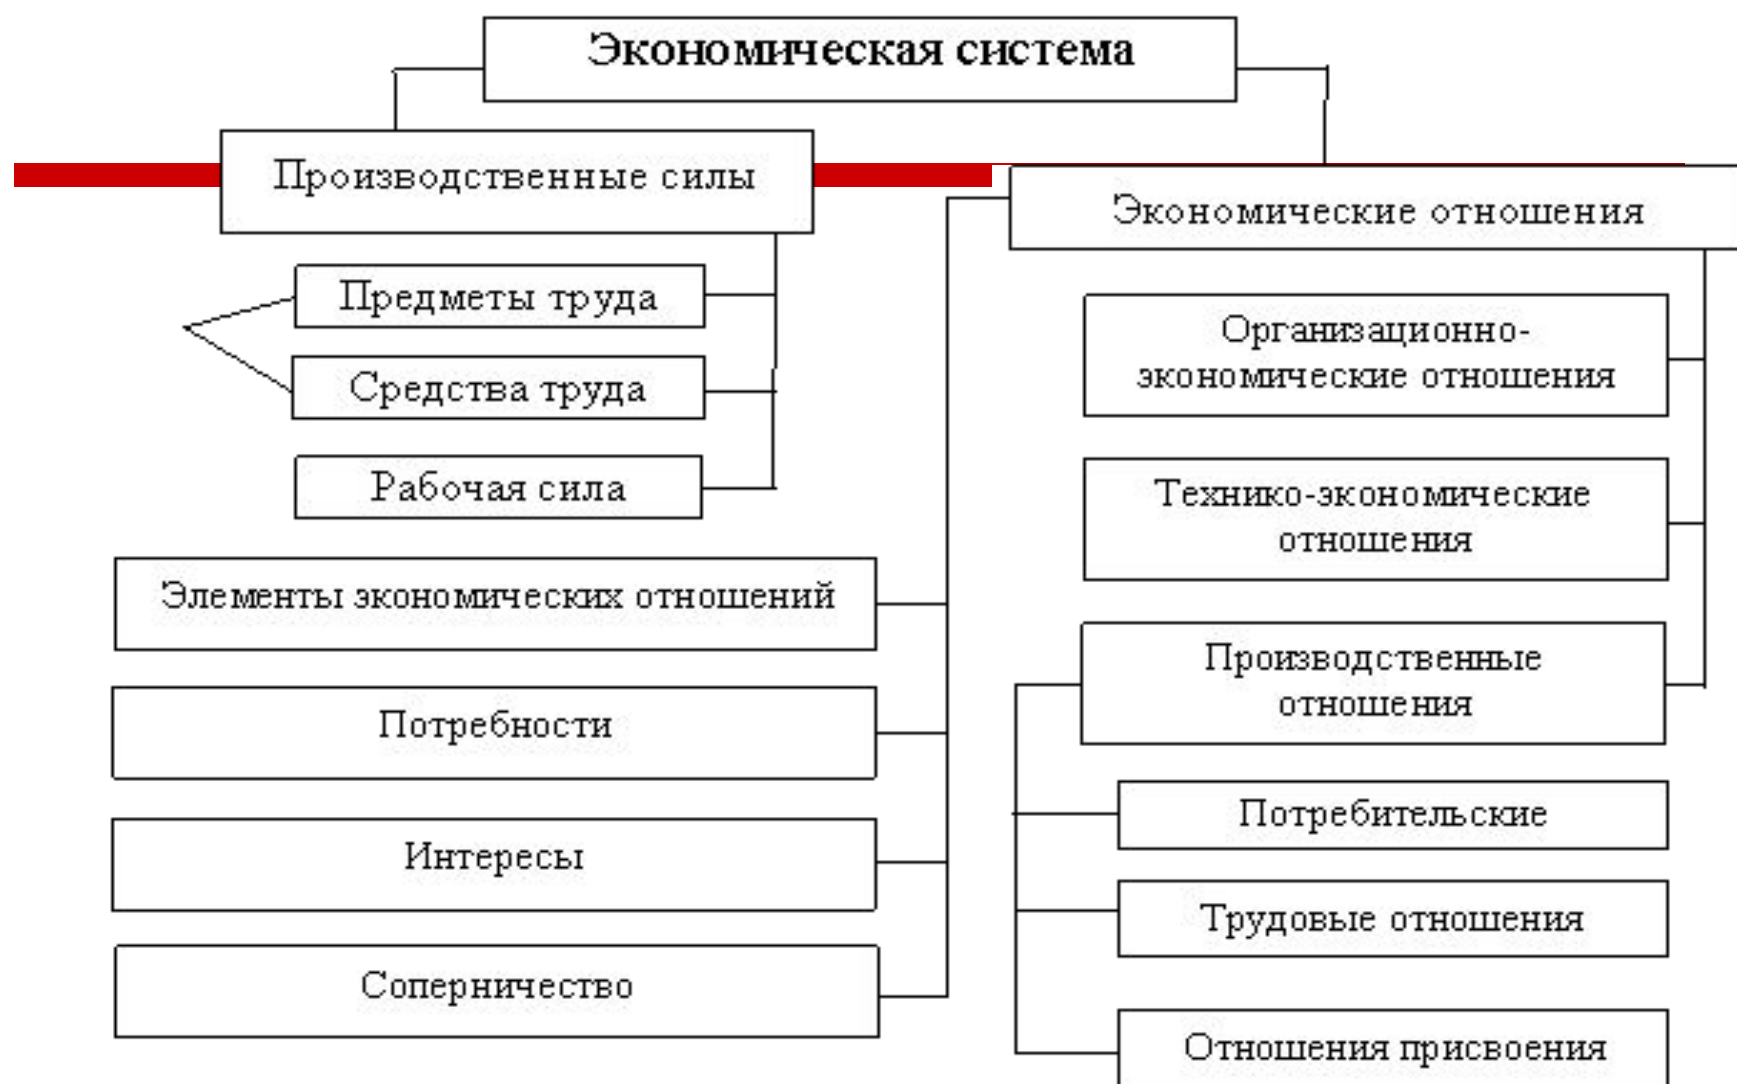 Экономическая система
Производственные силы
Предметы труда
Средства труда
Рабочая сила
Экономические отношения
Элементы экономических отношений
Потребности
Интересы
Соперничество
Организационно-
экономические отношения
Технико-экономические
отношения
Производственные
отношения
Потребительские
Трудовые отношения
Отношения присвоения